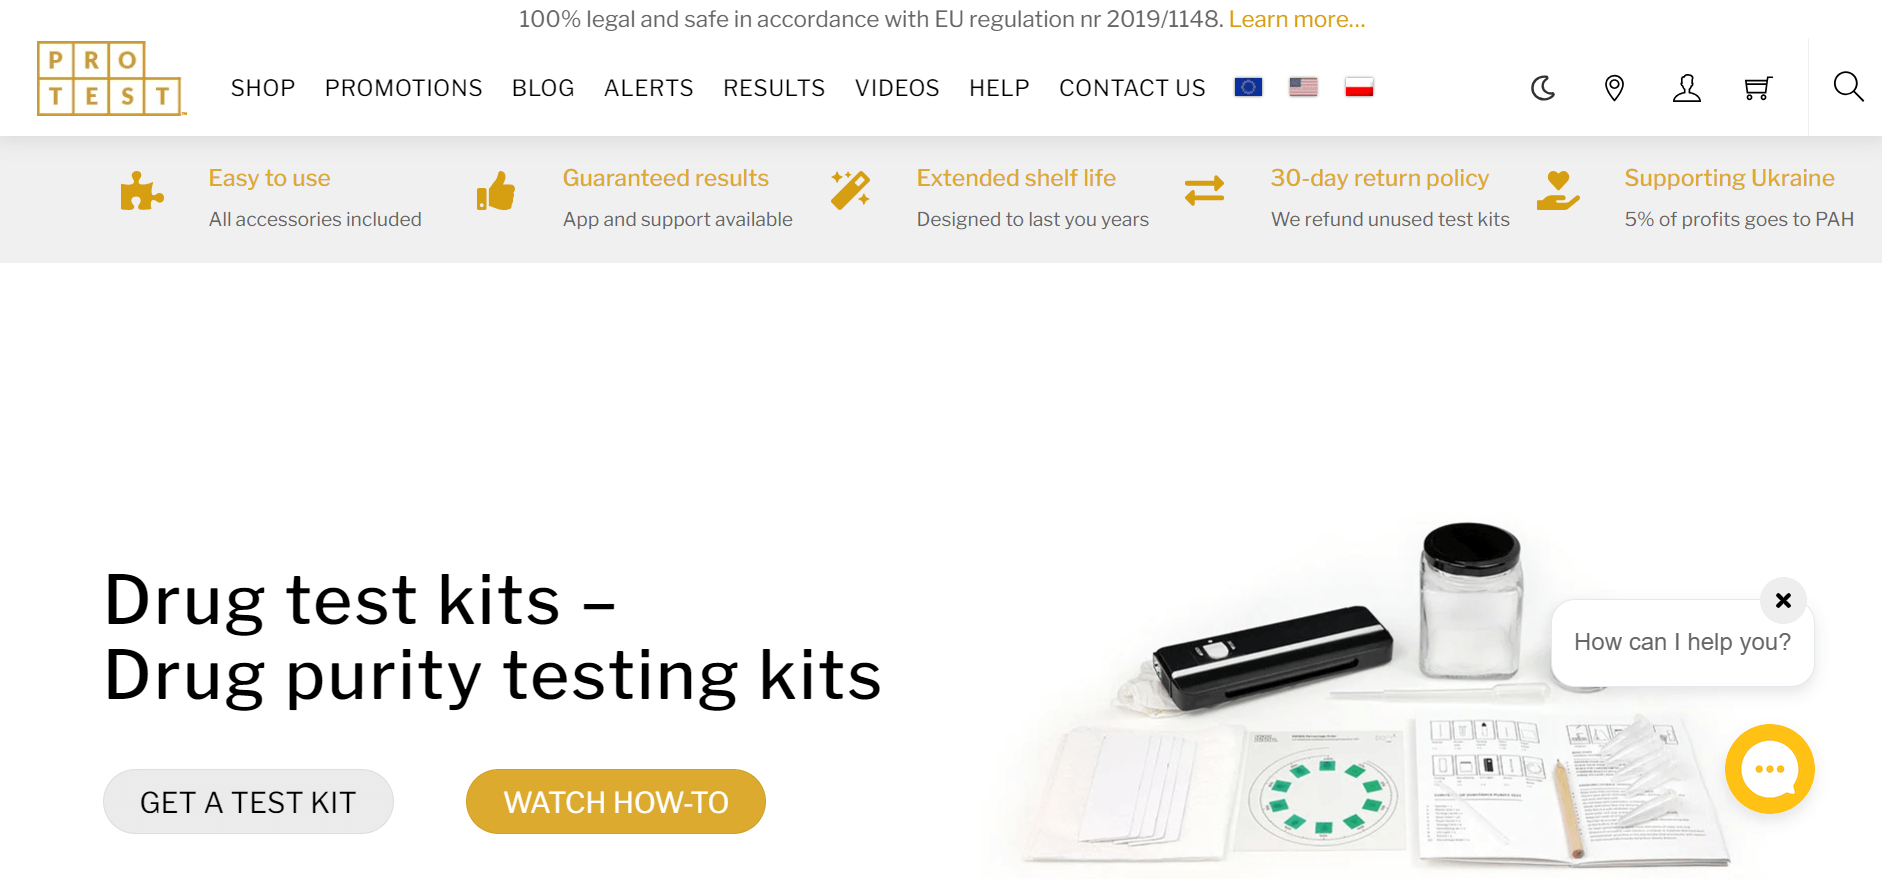 100% legal and safe in accordance with EU regulation nr 2019/1148. Learn more...
PRO
TEST
SHOP PROMOTIONS BLOG ALERTS RESULTS VIDEOS HELP CONTACT US
Easy to use
All accessories included
Guaranteed results
App and support available
Extended shelf life
Designed to last you years
30-day return policy
We refund unused test kits
Supporting Ukraine
5% of profits goes to PAH
Drug test kits –
Drug purity testing kits
GET A TEST KIT
WATCH HOW-TO
How can I help you?